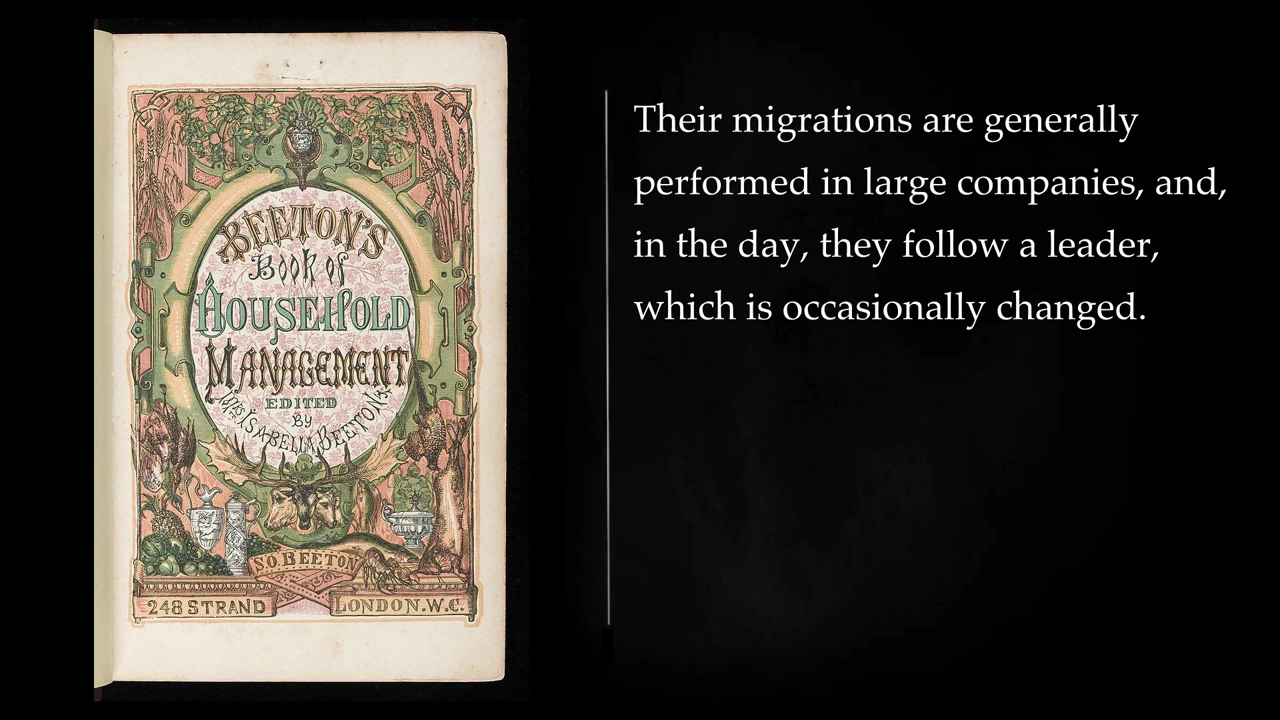 BEETON'S
Book of
HOUSEHOLD
MANAGEMENT
EDITED
BY
MRS ISABELLA BEETON
S.O. BEETON
248 STRAND
LONDON. W.C.
Their migrations are generally
performed in large companies, and,
in the day, they follow a leader,
which is occasionally changed.